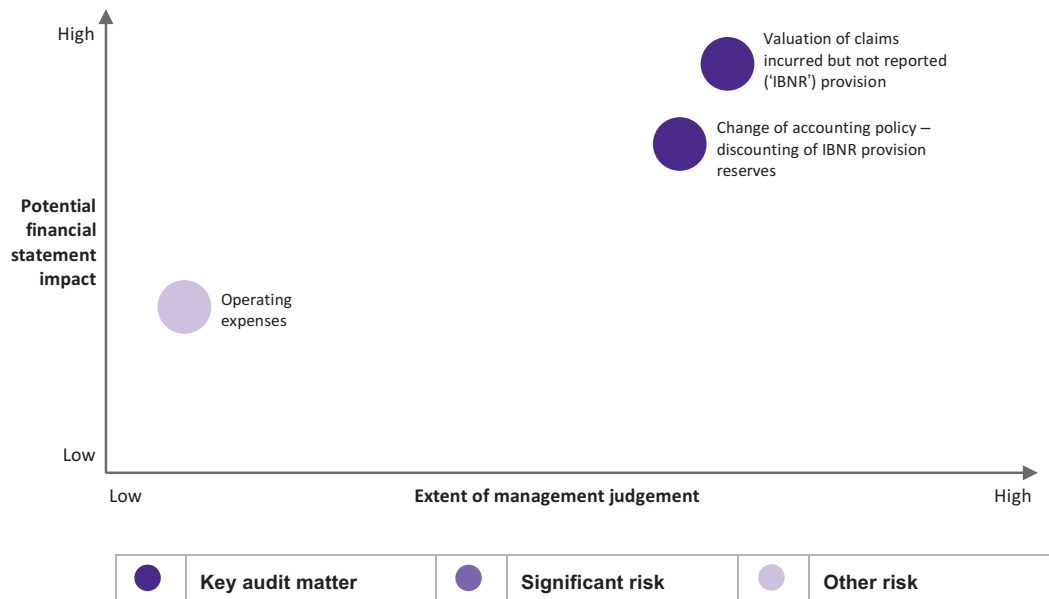 High
Valuation of claims
incurred but not reported
(‘IBNR’) provision
Change of accounting policy –
discounting of IBNR provision
reserves
Potential
financial
statement
impact
Operating
expenses
Low
Low
Extent of management judgement
High
Key audit matter
Significant risk
Other risk